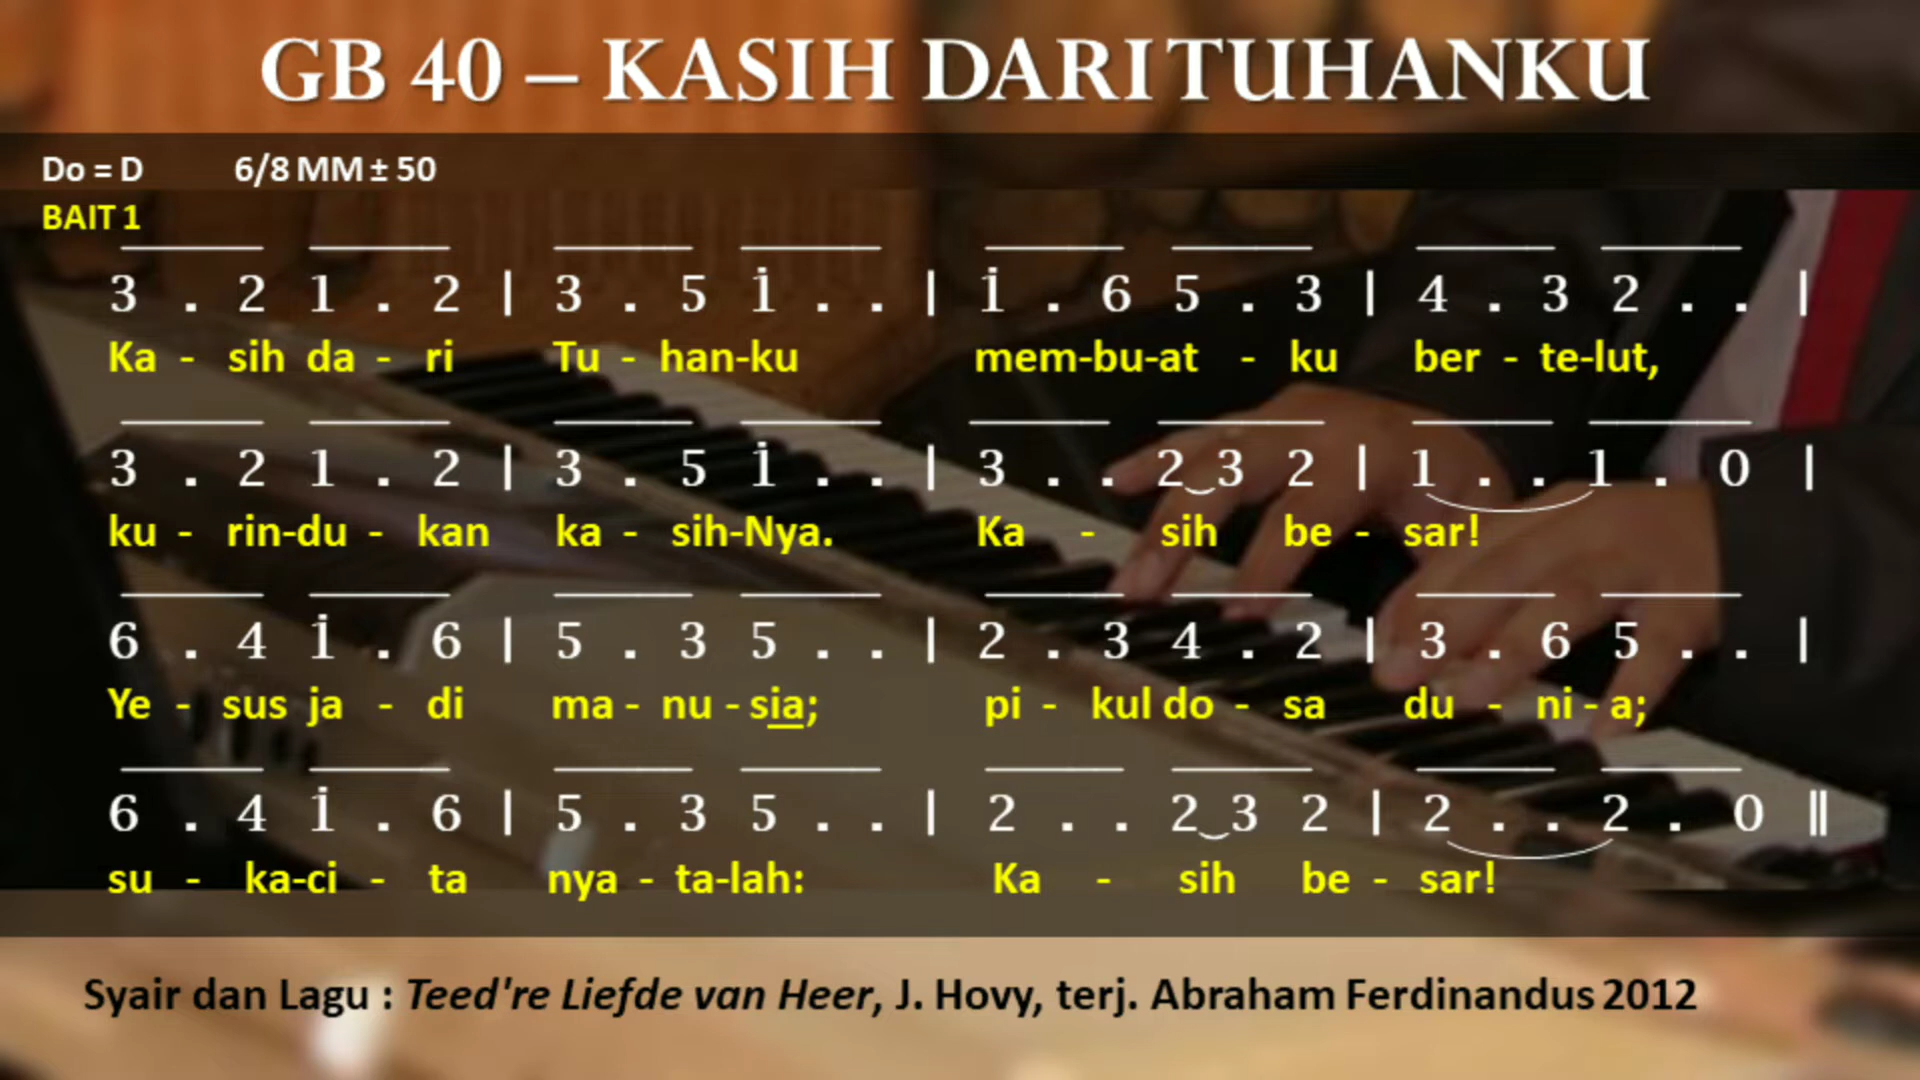 GB 40 – KASIH DARI TUHANKU
Do = D 6/8 MM ± 50
BAIT 1
3 . 2 1 . 2 | 3 . 5 1̇ . . | 1̇ . 6 5 . 3 | 4 . 3 2 . . |
Ka - sih da - ri Tu - han-ku mem-bu-at - ku ber - te-lut,
3 . 2 1 . 2 | 3 . 5 1̇ . . | 3 . . 2 3 2 | 1 . . 1 . 0 |
ku - rin-du - kan ka - sih-Nya. Ka - sih be - sar!
6 . 4 1̇ . 6 | 5 . 3 5 . . | 2 . 3 4 . 2 | 3 . 6 5 . . |
Ye - sus ja - di ma - nu - sia; pi - kul do - sa du - ni - a;
6 . 4 1̇ . 6 | 5 . 3 5 . . | 2 . . 2 3 2 | 2 . . 2 . 0 ‖
su - ka-ci - ta nya - ta-lah: Ka - sih be - sar!
Syair dan Lagu : Teed're Liefde van Heer, J. Hovy, terj. Abraham Ferdinandus 2012